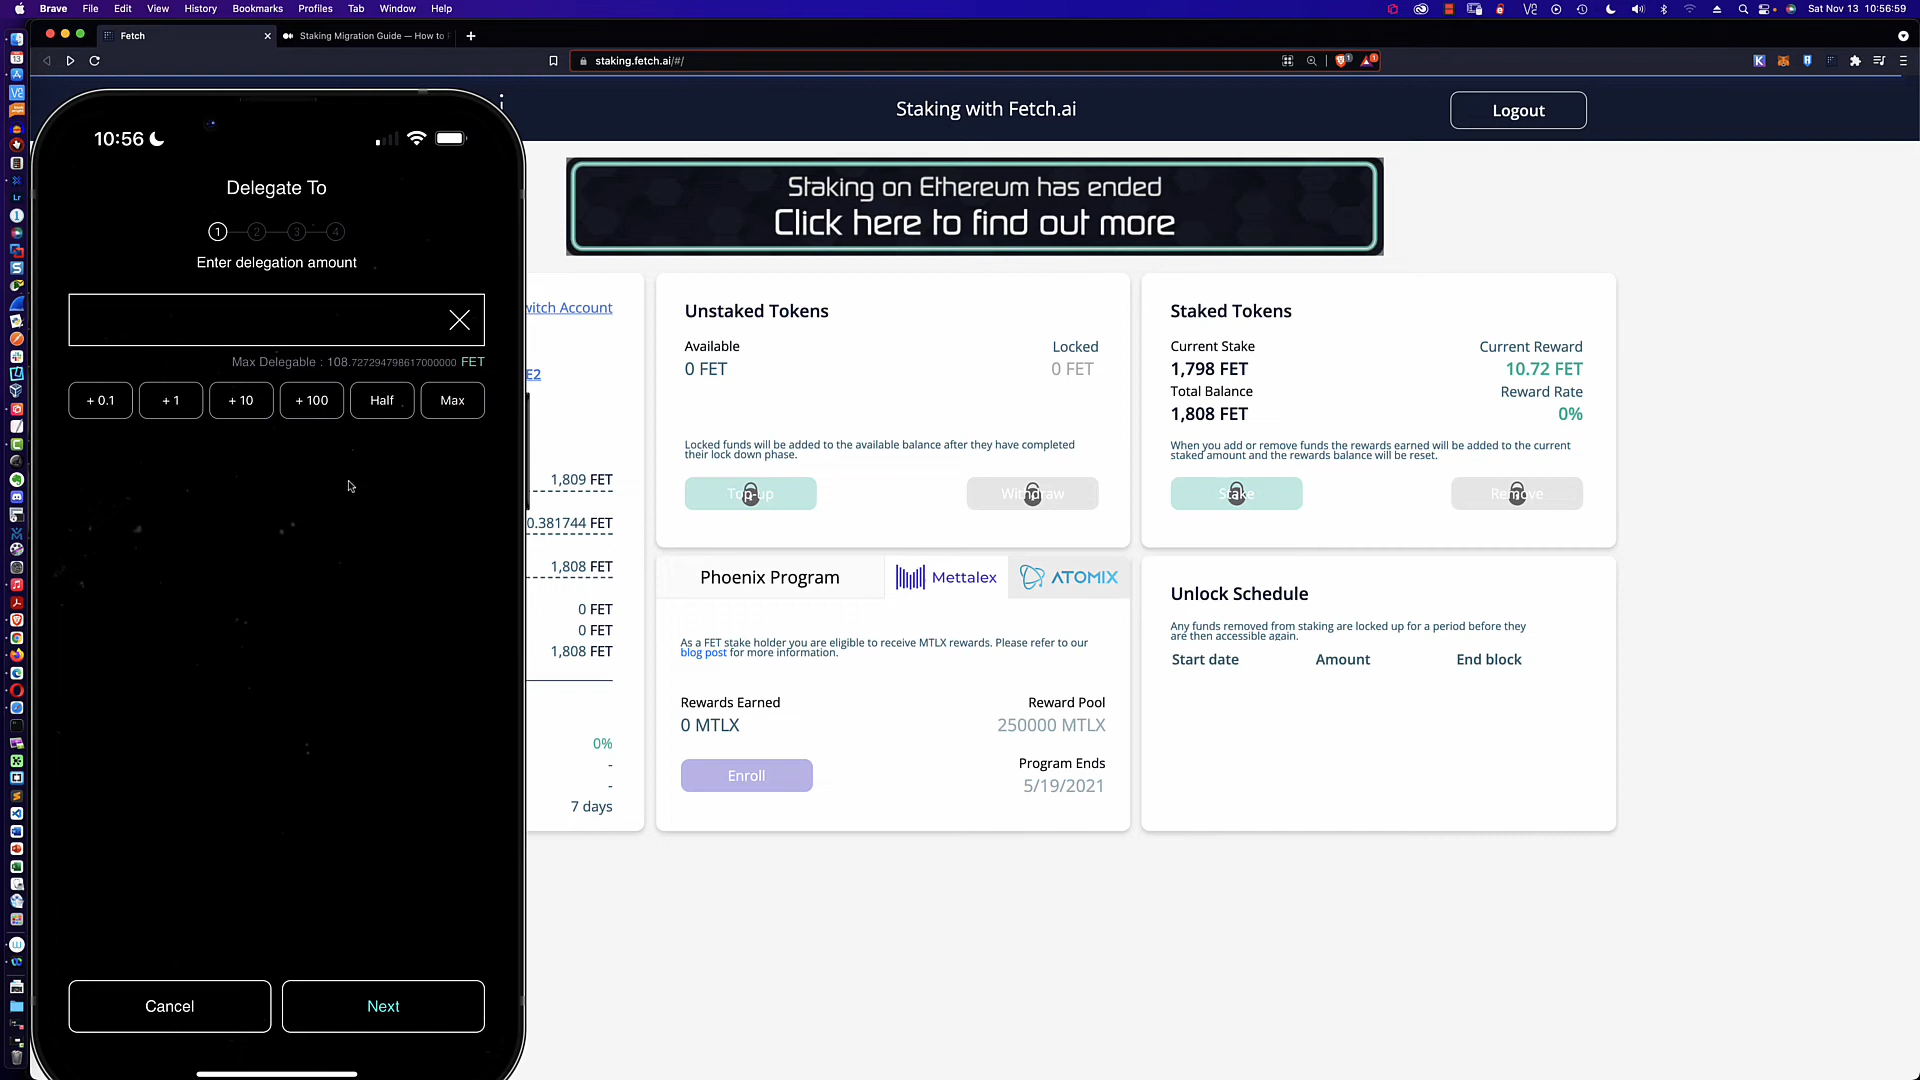 Brave File Edit View History Bookmarks Profiles Tab Window Help
Sat Nov 13 10:56:59
Fetch
Staking Migration Guide — How to
staking.fetch.ai/#/
Staking with Fetch.ai
Logout
10:56
Delegate To
1 2 3 4
Enter delegation amount
Max Delegable : 108.727294798617000000 FET
+ 0.1
+ 1
+ 10
+ 100
Half
Max
Cancel
Next
Staking on Ethereum has ended
Click here to find out more
witch Account
E2
1,809 FET
0.381744 FET
1,808 FET
0 FET
0 FET
1,808 FET
0%
-
-
7 days
Unstaked Tokens
Available
Locked
0 FET
0 FET
Locked funds will be added to the available balance after they have completed
their lock down phase.
Top-up
Withdraw
Staked Tokens
Current Stake
Current Reward
1,798 FET
10.72 FET
Total Balance
Reward Rate
1,808 FET
0%
When you add or remove funds the rewards earned will be added to the current
staked amount and the rewards balance will be reset.
Stake
Remove
Phoenix Program
Mettalex
ATOMIX
As a FET stake holder you are eligible to receive MTLX rewards. Please refer to our
blog post for more information.
Rewards Earned
Reward Pool
0 MTLX
250000 MTLX
Program Ends
Enroll
5/19/2021
Unlock Schedule
Any funds removed from staking are locked up for a period before they
are then accessible again.
Start date
Amount
End block